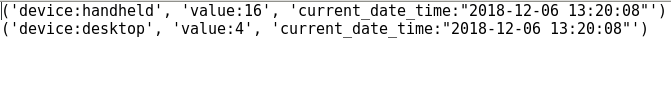 ('device:handheld', 'value:16', 'current_date_time:"2018-12-06 13:20:08"')
('device:desktop', 'value:4', 'current_date_time:"2018-12-06 13:20:08"')